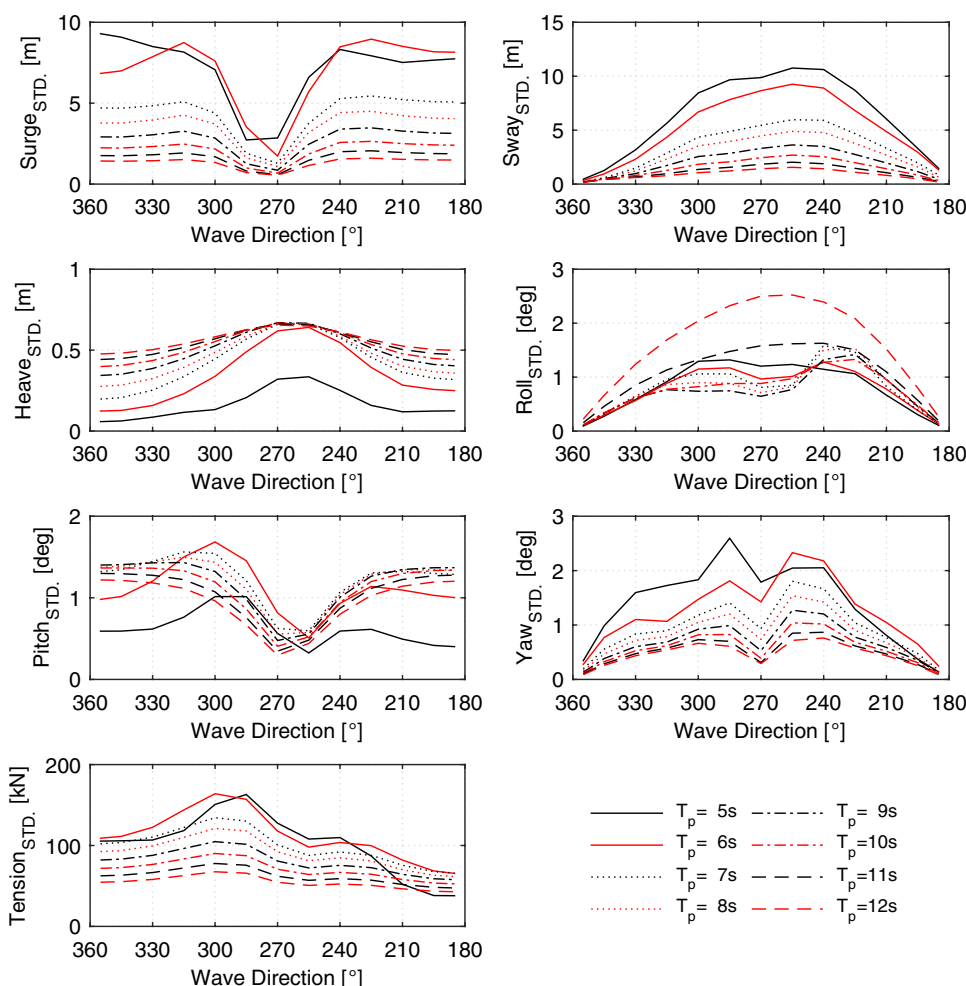 Surge_STD. [m]
10
5
0
360 330 300 270 240 210 180
Wave Direction [°]
Sway_STD. [m]
15
10
5
0
360 330 300 270 240 210 180
Wave Direction [°]
Heave_STD. [m]
1
0.5
0
360 330 300 270 240 210 180
Wave Direction [°]
Roll_STD. [deg]
3
2
1
0
360 330 300 270 240 210 180
Wave Direction [°]
Pitch_STD. [deg]
2
1
0
360 330 300 270 240 210 180
Wave Direction [°]
Yaw_STD. [deg]
3
2
1
0
360 330 300 270 240 210 180
Wave Direction [°]
Tension_STD. [kN]
200
100
0
360 330 300 270 240 210 180
Wave Direction [°]
T_p= 5s
T_p= 6s
T_p= 7s
T_p= 8s
T_p= 9s
T_p=10s
T_p=11s
T_p=12s